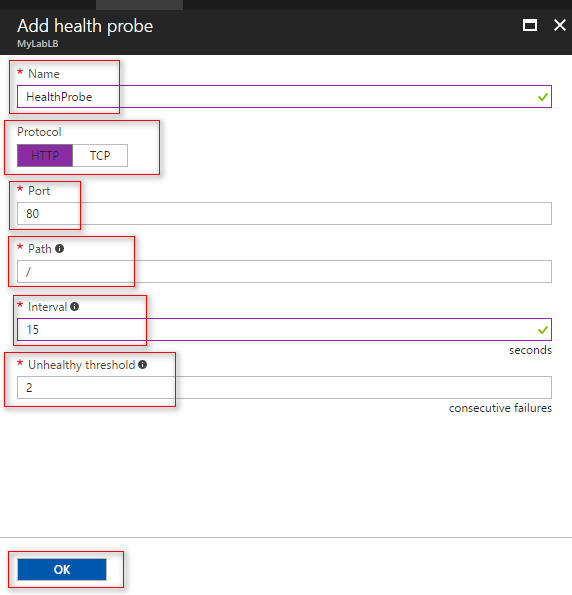 Add health probe
MyLabLB
* Name
HealthProbe
Protocol
HTTP TCP
* Port
80
* Path
/
* Interval
15
seconds
* Unhealthy threshold
2
consecutive failures
OK